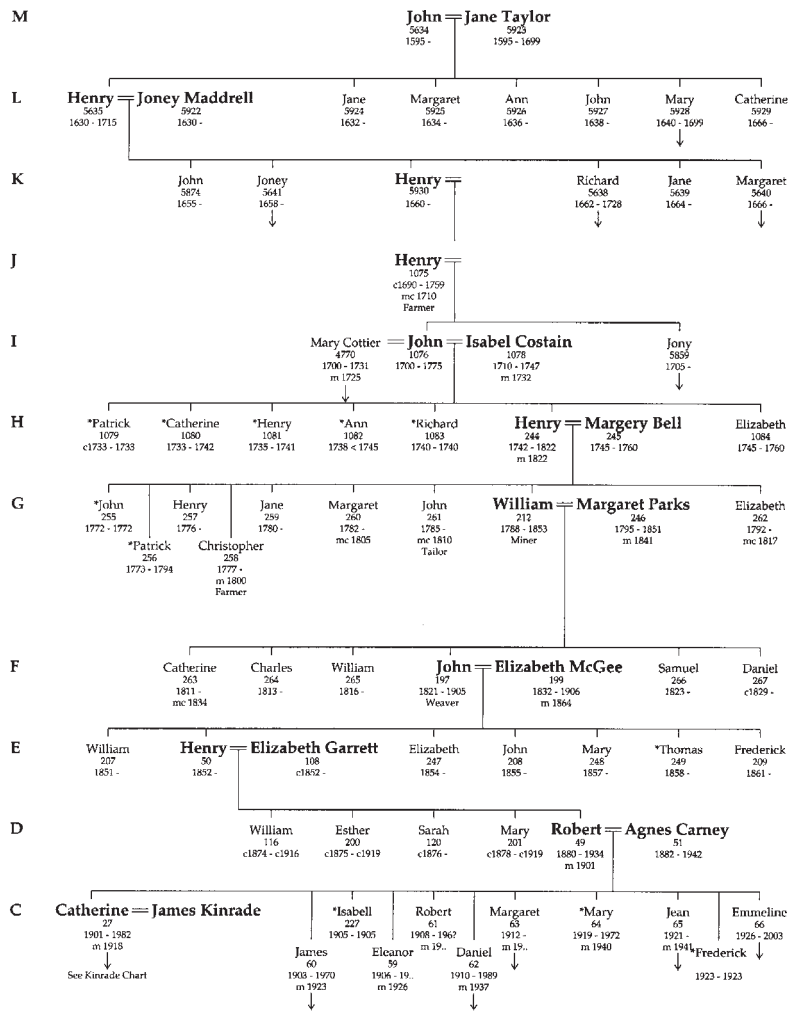 M
John = Jane Taylor
5634 5923
1595 - 1595 - 1699
L
Henry = Joney Maddrell Jane Margaret Ann John Mary Catherine
5635 5922 5924 5925 5926 5927 5928 5929
1630 - 1715 1630 - 1632 - 1634 - 1636 - 1638 - 1640 - 1699 1666 -
K
John Joney Henry = Richard Jane Margaret
5874 5641 5930 5638 5639 5640
1655 - 1658 - 1660 - 1662 - 1728 1664 - 1666 -
J
Henry =
1075
c1690 - 1759
mc 1710
Farmer
I
Mary Cottier = John = Isabel Costain Jony
4770 1076 1078 5859
1700 - 1731 1700 - 1775 1710 - 1747 1705 -
m 1725 m 1732
H
*Patrick *Catherine *Henry *Ann *Richard Henry = Margery Bell Elizabeth
1079 1080 1081 1082 1083 244 245 1084
c1733 - 1733 1733 - 1742 1735 - 1741 1738 < 1745 1740 - 1740 1742 - 1822 1745 - 1760 1745 - 1760
m 1822
G
*John Henry Jane Margaret John William = Margaret Parks Elizabeth
255 257 259 260 261 212 246 262
1772 - 1772 1776 - 1780 - 1782 - 1785 - 1788 - 1853 1795 - 1851 1792 -
mc 1805 mc 1810 Miner m 1841 mc 1817
Tailor
*Patrick Christopher
256 258
1773 - 1794 1777 -
m 1800
Farmer
F
Catherine Charles William John = Elizabeth McGee Samuel Daniel
263 264 265 197 199 266 267
1811 - 1813 - 1816 - 1821 - 1905 1832 - 1906 1823 - c1829 -
mc 1834 Weaver m 1864
E
William Henry = Elizabeth Garrett Elizabeth John Mary *Thomas Frederick
207 50 108 247 208 248 249 209
1851 - 1852 - c1852 - 1854 - 1855 - 1857 - 1858 - 1861 -
D
William Esther Sarah Mary Robert = Agnes Carney
116 200 120 201 49 51
c1874 - c1916 c1875 - c1919 c1876 - c1878 - c1919 1880 - 1934 1882 - 1942
m 1901
C
Catherine = James Kinrade *Isabell Robert Margaret *Mary Jean Emmeline
27 227 61 63 64 65 66
1901 - 1982 1905 - 1905 1908 - 196? 1912 - 1919 - 1972 1921 - 1926 - 2003
m 1918 m 19.. m 19.. m 1940 m 1941
See Kinrade Chart
James Eleanor Daniel *Frederick
60 59 62
1903 - 1970 1906 - 19.. 1910 - 1989 1923 - 1923
m 1923 m 1926 m 1937